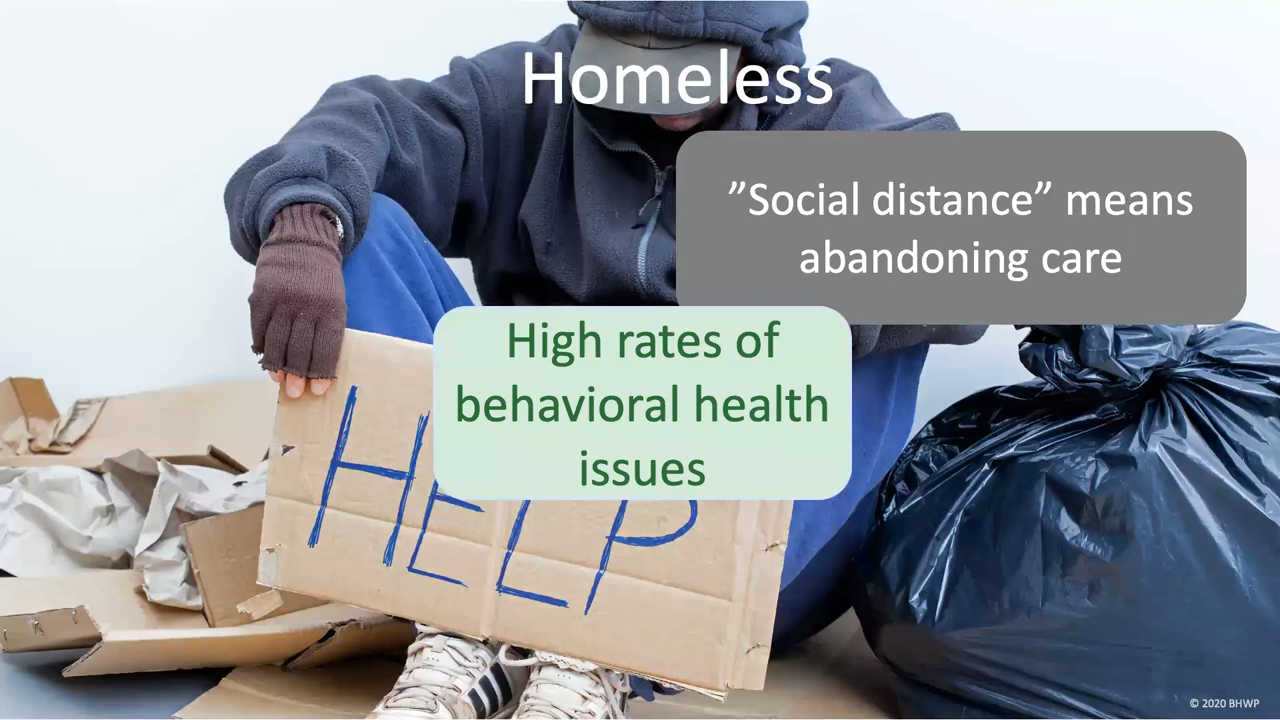 Homeless
”Social distance” means
abandoning care
High rates of
behavioral health
issues
HELP
© 2020 BHWP